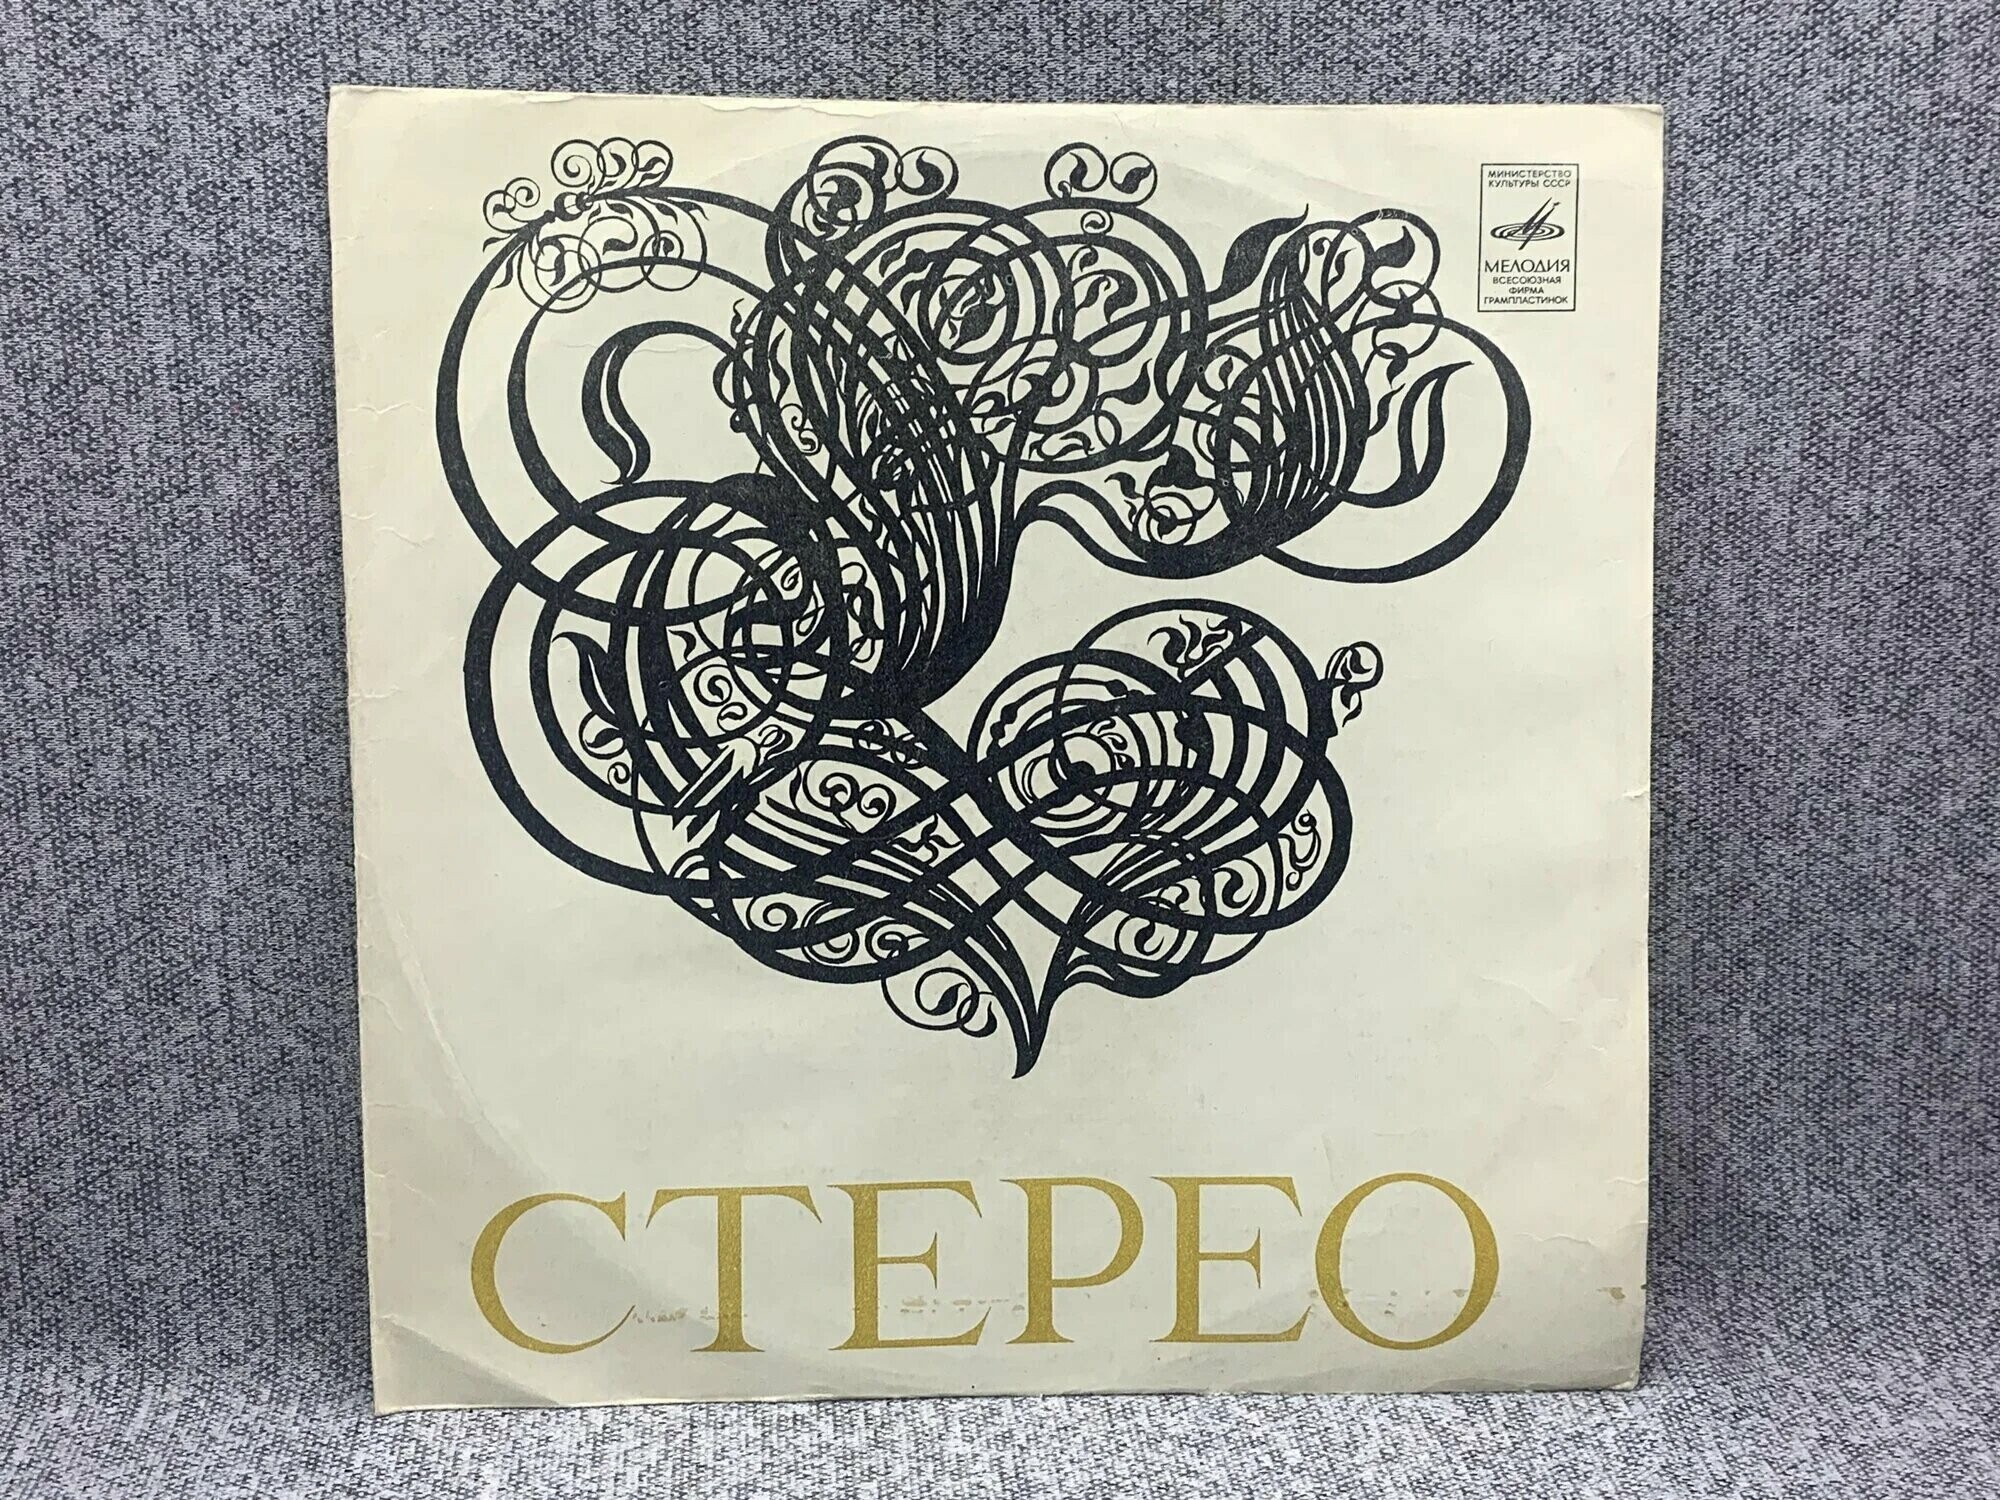 МИНИСТЕРСТВО
КУЛЬТУРЫ СССР
МЕЛОДИЯ
ВСЕСОЮЗНАЯ
ФИРМА
ГРАМПЛАСТИНОК
СТЕРЕО